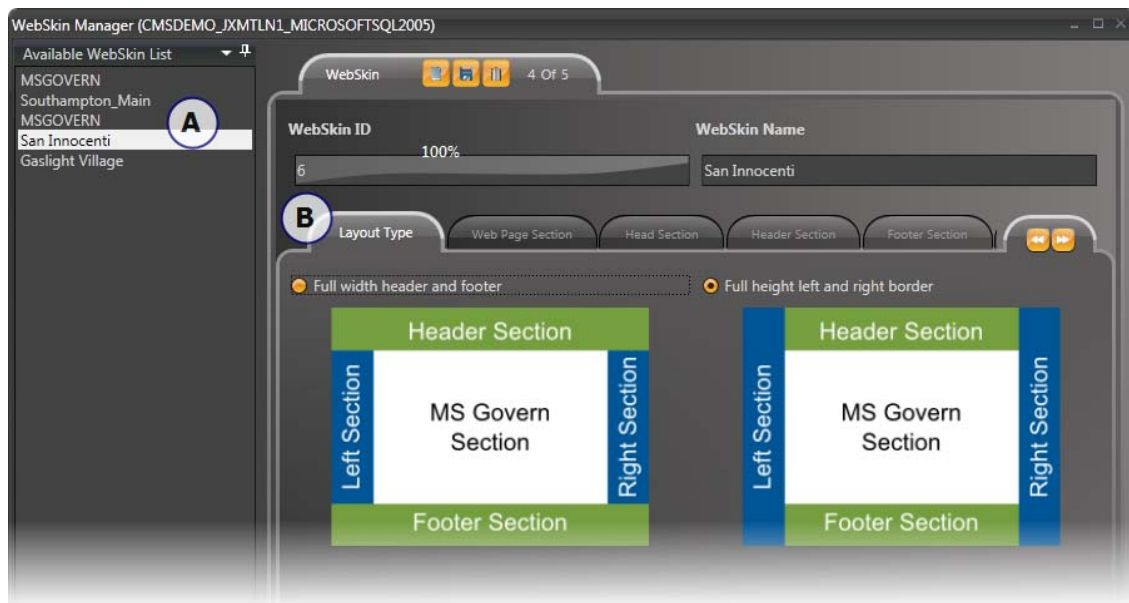 WebSkin Manager (CMSDEMO_JXMTLN1_MICROSOFTSQL2005)
Available WebSkin List
MSGOVERN
Southampton_Main
MSGOVERN
San Innocenti
Gaslight Village
A
WebSkin 4 Of 5
WebSkin ID WebSkin Name
100%
6 San Innocenti
B
Layout Type Web Page Section Head Section Header Section Footer Section
Full width header and footer Full height left and right border
Header Section
Left Section
MS Govern
Section
Right Section
Footer Section
Header Section
Left Section
MS Govern
Section
Right Section
Footer Section